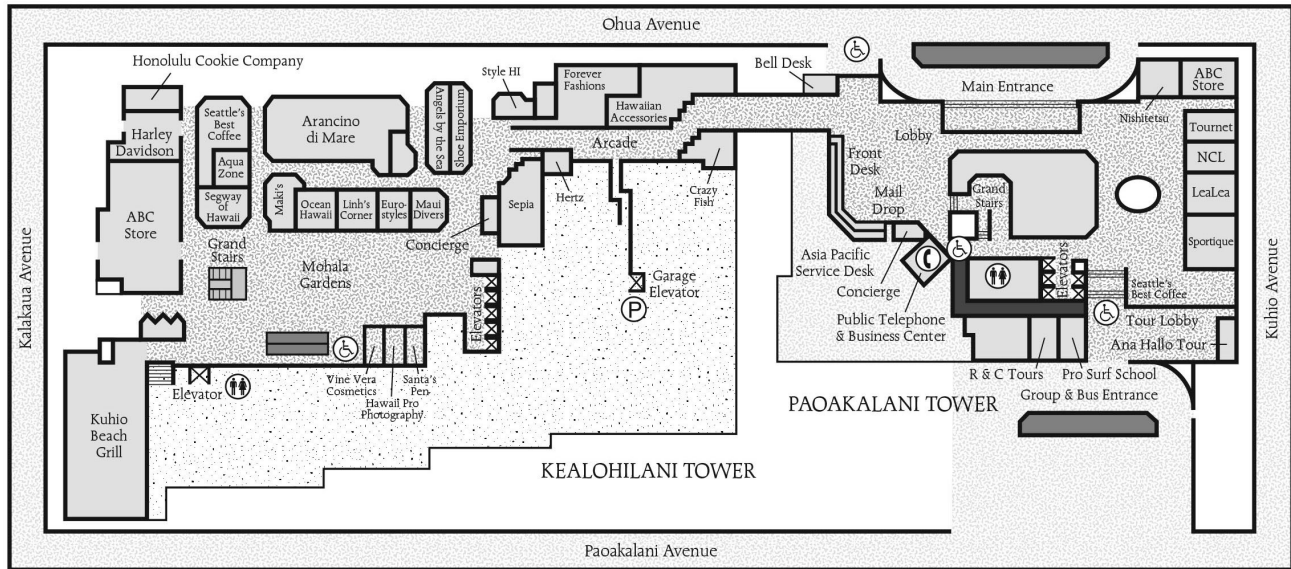 Ohua Avenue
Honolulu Cookie Company
Harley
Davidson
ABC
Store
Seattle's
Best
Coffee
Aqua
Zone
Segway
of
Hawaii
Grand
Stairs
Arancino
di Mare
Angels by the Sea
Shoe Emporium
Maki's
Ocean
Hawaii
Linh's
Corner
Euro-
styles
Maui
Divers
Mohala
Gardens
Style HI
Forever
Fashions
Hawaiian
Accessories
Arcade
Concierge
Sepia
Hertz
Crazy
Fish
Elevators
Garage
Elevator
P
Kalakaua Avenue
Kuhio
Beach
Grill
Elevator
Vine Vera
Cosmetics
Hawaii Pro
Photography
Santa's
Pen
KEALOHILANI TOWER
Bell Desk
Main Entrance
Lobby
Front
Desk
Mail
Drop
Grand
Stairs
Asia Pacific
Service Desk
Concierge
Public Telephone
& Business Center
Elevators
Nishitetsu
ABC
Store
Tournet
NCL
LeaLea
Sportique
Seattle's
Best Coffee
Tour Lobby
Ana Hallo Tour
R & C Tours
Pro Surf School
Group & Bus Entrance
PAOAKALANI TOWER
Kuhio Avenue
Paoakalani Avenue